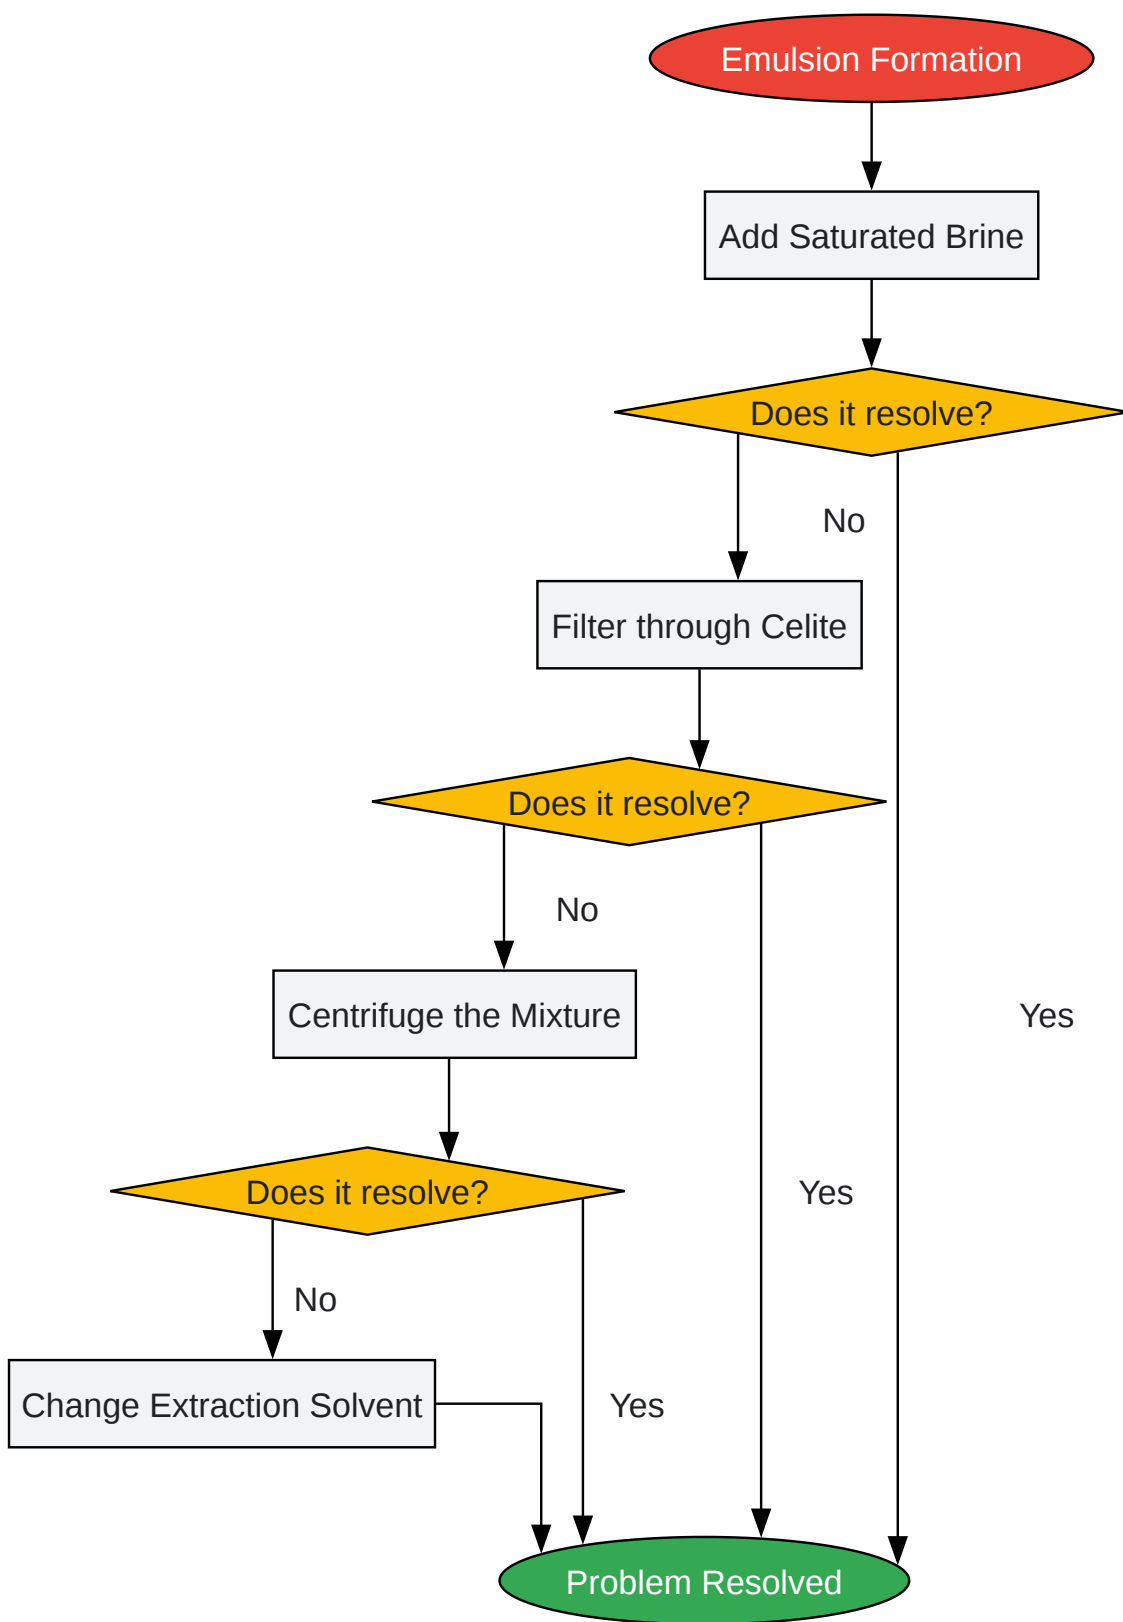 Emulsion Formation
Add Saturated Brine
Does it resolve?
No
Filter through Celite
Does it resolve?
No
Centrifuge the Mixture
Yes
Does it resolve?
Yes
No
Change Extraction Solvent
Yes
Problem Resolved